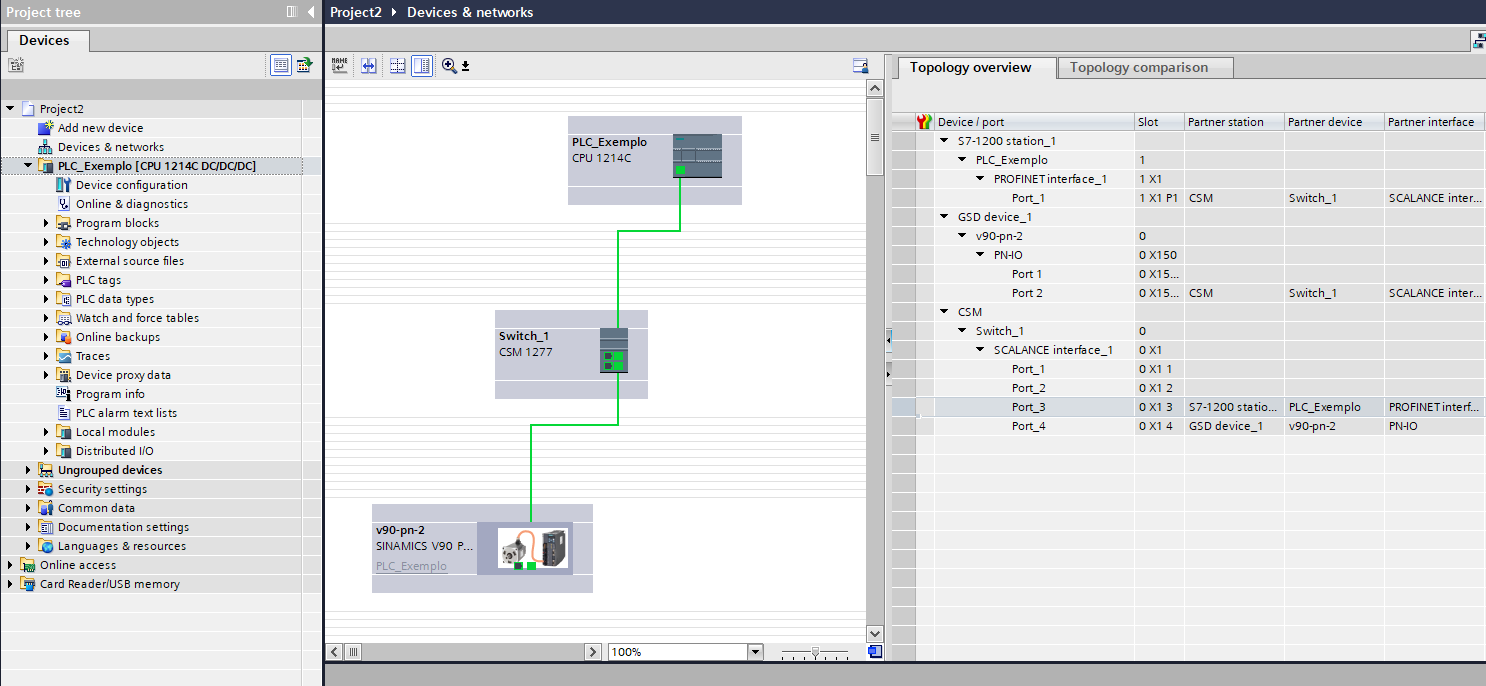 Project tree
Devices
Project2
Add new device
Devices & networks
PLC_Exemplo [CPU 1214C DC/DC/DC]
Device configuration
Online & diagnostics
Program blocks
Technology objects
External source files
PLC tags
PLC data types
Watch and force tables
Online backups
Traces
Device proxy data
Program info
PLC alarm text lists
Local modules
Distributed I/O
Ungrouped devices
Security settings
Common data
Documentation settings
Languages & resources
Online access
Card Reader/USB memory
Project2 Devices & networks
NAME
PLC_Exemplo
CPU 1214C
Switch_1
CSM 1277
v90-pn-2
SINAMICS V90 P...
PLC_Exemplo
100%
Topology overview Topology comparison
Device / port Slot Partner station Partner device Partner interface
S7-1200 station_1
PLC_Exemplo 1
PROFINET interface_1 1 X1
Port_1 1 X1 P1 CSM Switch_1 SCALANCE inter...
GSD device_1
v90-pn-2 0
PN-IO 0 X150
Port 1 0 X15...
Port 2 0 X15... CSM Switch_1 SCALANCE inter...
CSM
Switch_1 0
SCALANCE interface_1 0 X1
Port_1 0 X1 1
Port_2 0 X1 2
Port_3 0 X1 3 S7-1200 statio... PLC_Exemplo PROFINET interf...
Port_4 0 X1 4 GSD device_1 v90-pn-2 PN-IO